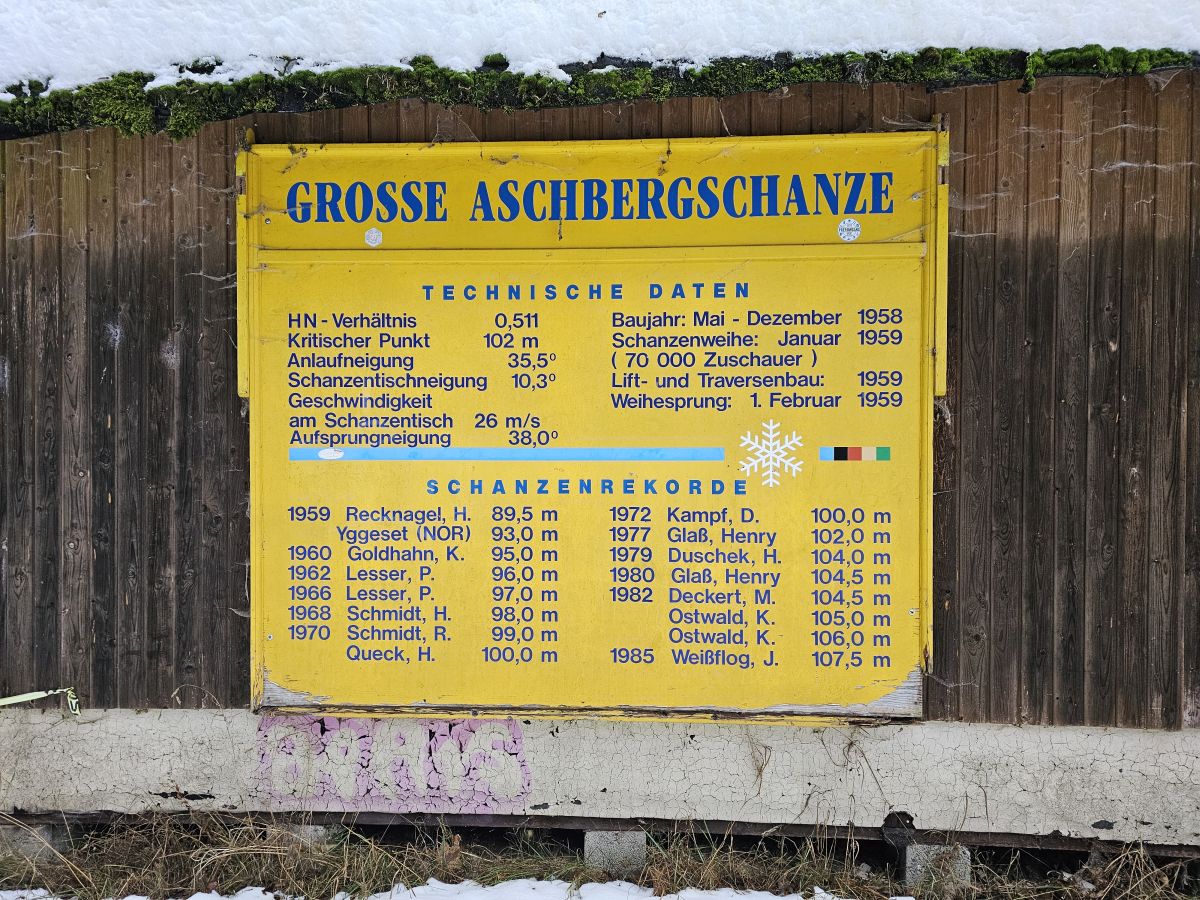 GROSSE ASCHBERGSCHANZE
TECHNISCHE DATEN
HN - Verhältnis 0,511
Kritischer Punkt 102 m
Anlaufneigung 35,5º
Schanzentischneigung 10,3º
Geschwindigkeit
am Schanzentisch 26 m/s
Aufsprungneigung 38,0º
Baujahr: Mai - Dezember 1958
Schanzenweihe: Januar 1959
( 70 000 Zuschauer )
Lift- und Traversenbau: 1959
Weihesprung: 1. Februar 1959
SCHANZENREKORDE
1959 Recknagel, H. 89,5 m
Yggeset (NOR) 93,0 m
1960 Goldhahn, K. 95,0 m
1962 Lesser, P. 96,0 m
1966 Lesser, P. 97,0 m
1968 Schmidt, H. 98,0 m
1970 Schmidt, R. 99,0 m
Queck, H. 100,0 m
1972 Kampf, D. 100,0 m
1977 Glaß, Henry 102,0 m
1979 Duschek, H. 104,0 m
1980 Glaß, Henry 104,5 m
1982 Deckert, M. 104,5 m
Ostwald, K. 105,0 m
Ostwald, K. 106,0 m
1985 Weißflog, J. 107,5 m